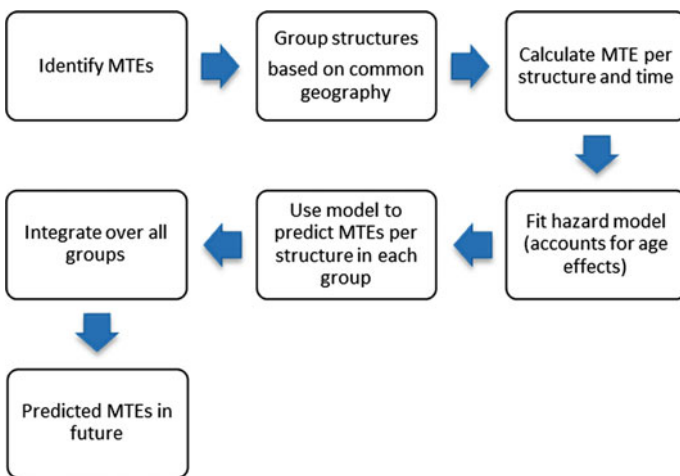 Identify MTEs
Group structures
based on common
geography
Calculate MTE per
structure and time
Fit hazard model
(accounts for age
effects)
Use model to
predict MTEs per
structure in each
group
Integrate over all
groups
Predicted MTEs in
future